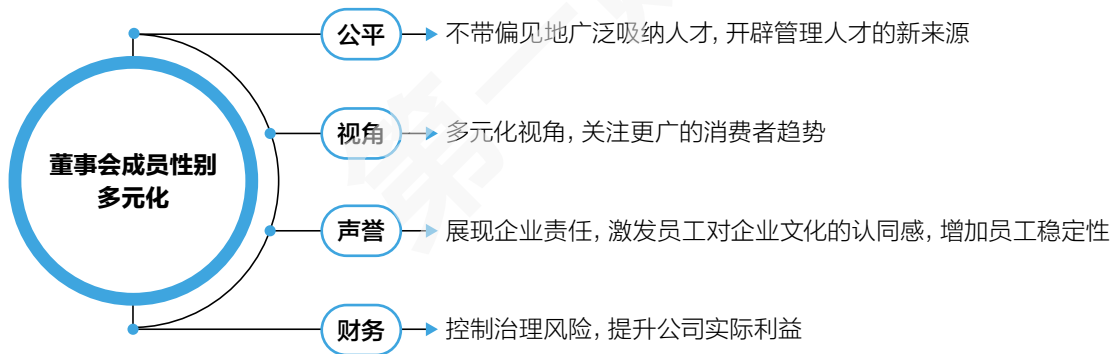 公平
不带偏见地广泛吸纳人才，开辟管理人才的新来源
视角
多元化视角，关注更广的消费者趋势
董事会成员性别
多元化
声誉
展现企业责任，激发员工对企业文化的认同感，增加员工稳定性
财务
控制治理风险，提升公司实际利益